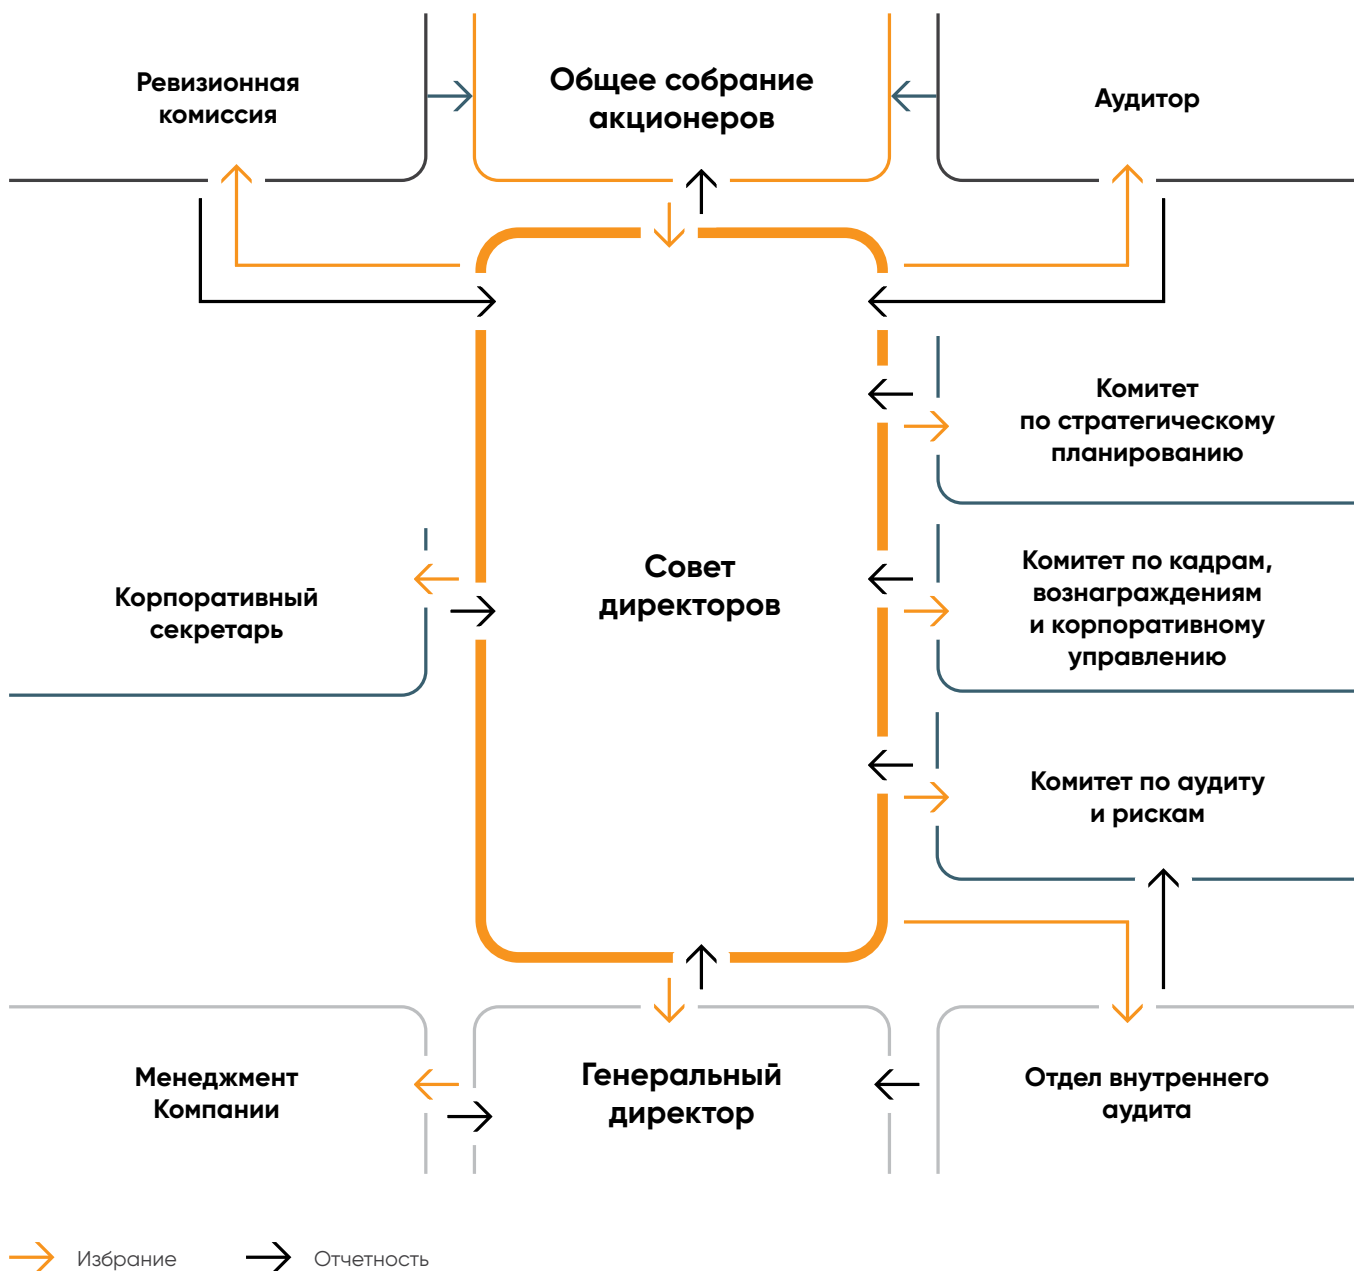 Ревизионная
комиссия
Общее собрание
акционеров
Аудитор
Комитет
по стратегическому
планированию
Совет
директоров
Корпоративный
секретарь
Комитет по кадрам,
вознаграждениям
и корпоративному
управлению
Комитет по аудиту
и рискам
Менеджмент
Компании
Генеральный
директор
Отдел внутреннего
аудита
Избрание
Отчетность